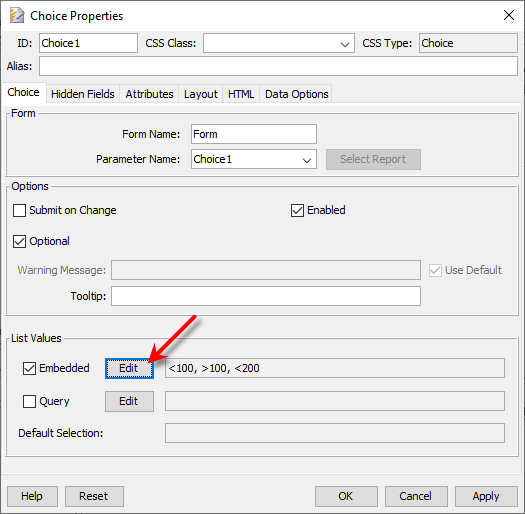 Choice Properties
ID: Choice1 CSS Class: CSS Type: Choice
Alias:
Choice Hidden Fields Attributes Layout HTML Data Options
Form
Form Name: Form
Parameter Name: Choice1 Select Report
Options
Submit on Change Enabled
Optional
Warning Message: Use Default
Tooltip:
List Values
Embedded Edit <100, >100, <200
Query Edit
Default Selection:
Help Reset OK Cancel Apply